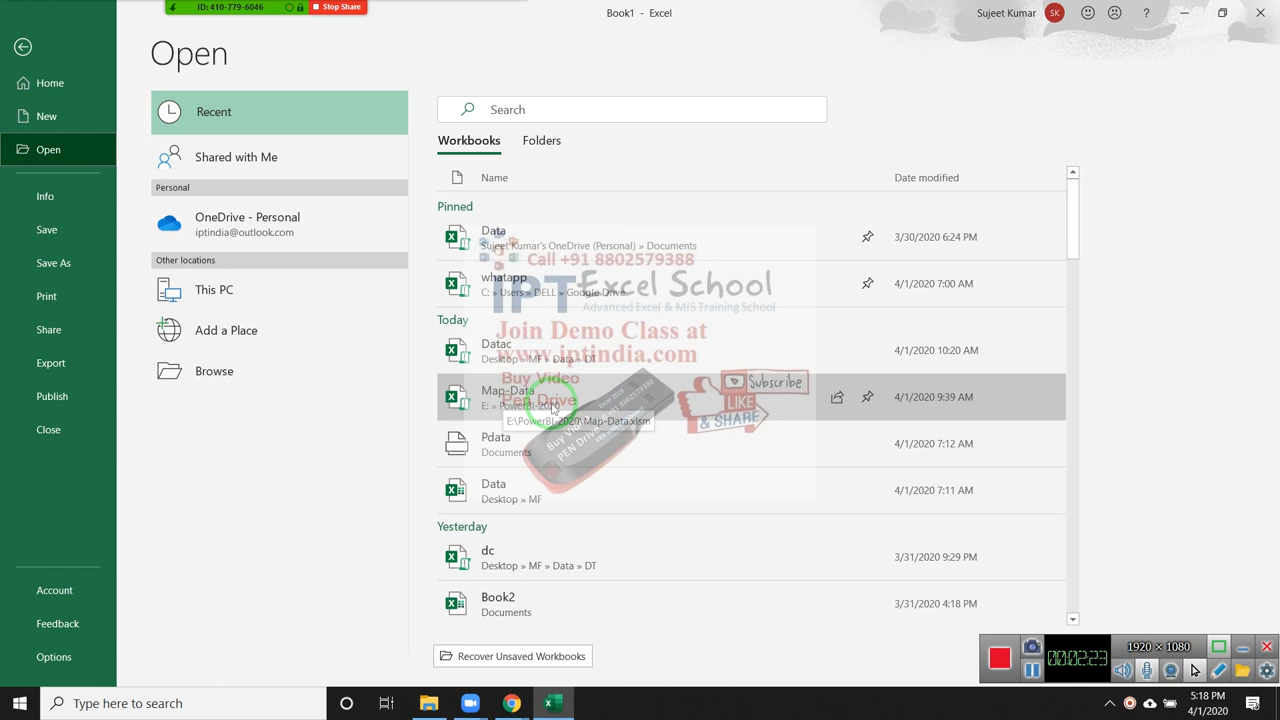 ID: 410-779-6046
Stop Share
Book1 - Excel
Sujeet Kumar
SK
?
Open
Home
New
Open
Info
Save
Save As
Print
Share
Export
Publish
Close
Account
Feedback
Options
Recent
Shared with Me
Personal
OneDrive - Personal
iptindia@outlook.com
Other locations
This PC
Add a Place
Browse
Search
Workbooks Folders
Name Date modified
Pinned
Data
Sujeet Kumar's OneDrive (Personal) » Documents
3/30/2020 6:24 PM
whatapp
C: » Users » DELL » Google Drive
4/1/2020 7:00 AM
Today
Datac
Desktop » MF » Data » DT
4/1/2020 10:20 AM
Map-Data
E: » PowerBI-2020
4/1/2020 9:39 AM
E:\PowerBI-2020\Map-Data.xlsm
Pdata
Documents
4/1/2020 7:12 AM
Data
Desktop » MF
4/1/2020 7:11 AM
Yesterday
dc
Desktop » MF » Data » DT
3/31/2020 9:29 PM
Book2
Documents
3/31/2020 4:18 PM
Recover Unsaved Workbooks
Call +91 8802579388
IPT Excel School
Advanced Excel & MIS Training School
Join Demo Class at
www.iptindia.com
Buy Video
Pen Drive
Subscribe
LIKE
& SHARE
00:02:23
1920 × 1080
Type here to search
5:18 PM
4/1/2020